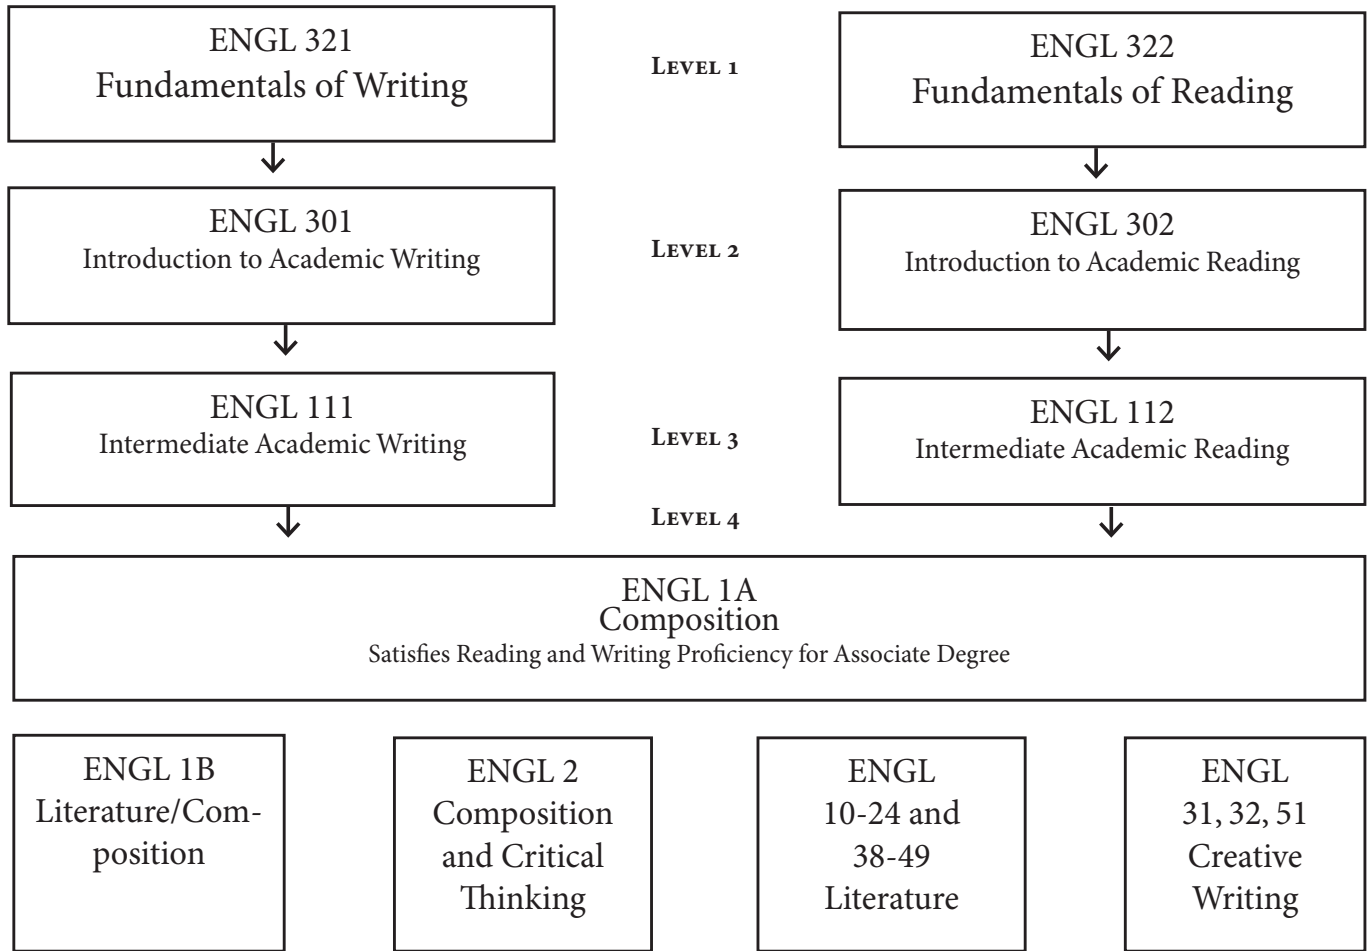 ENGL 321
Fundamentals of Writing
LEVEL 1
ENGL 322
Fundamentals of Reading
ENGL 301
Introduction to Academic Writing
LEVEL 2
ENGL 302
Introduction to Academic Reading
ENGL 111
Intermediate Academic Writing
LEVEL 3
ENGL 112
Intermediate Academic Reading
LEVEL 4
ENGL 1A
Composition
Satisfies Reading and Writing Proficiency for Associate Degree
ENGL 1B
Literature/Com-
position
ENGL 2
Composition
and Critical
Thinking
ENGL
10-24 and
38-49
Literature
ENGL
31, 32, 51
Creative
Writing